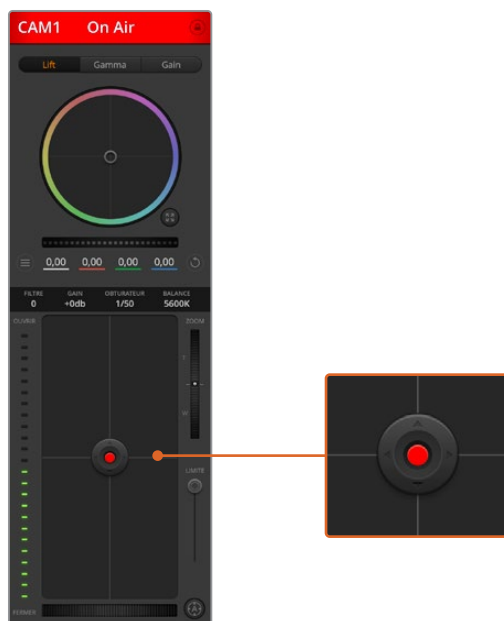 CAM1 On Air
Lift Gamma Gain
0,00 0,00 0,00 0,00
FILTRE GAIN OBTURATEUR BALANCE
0 +0db 1/50 5600K
OUVRIR ZOOM
T
W
LIMITÉ
FERMER